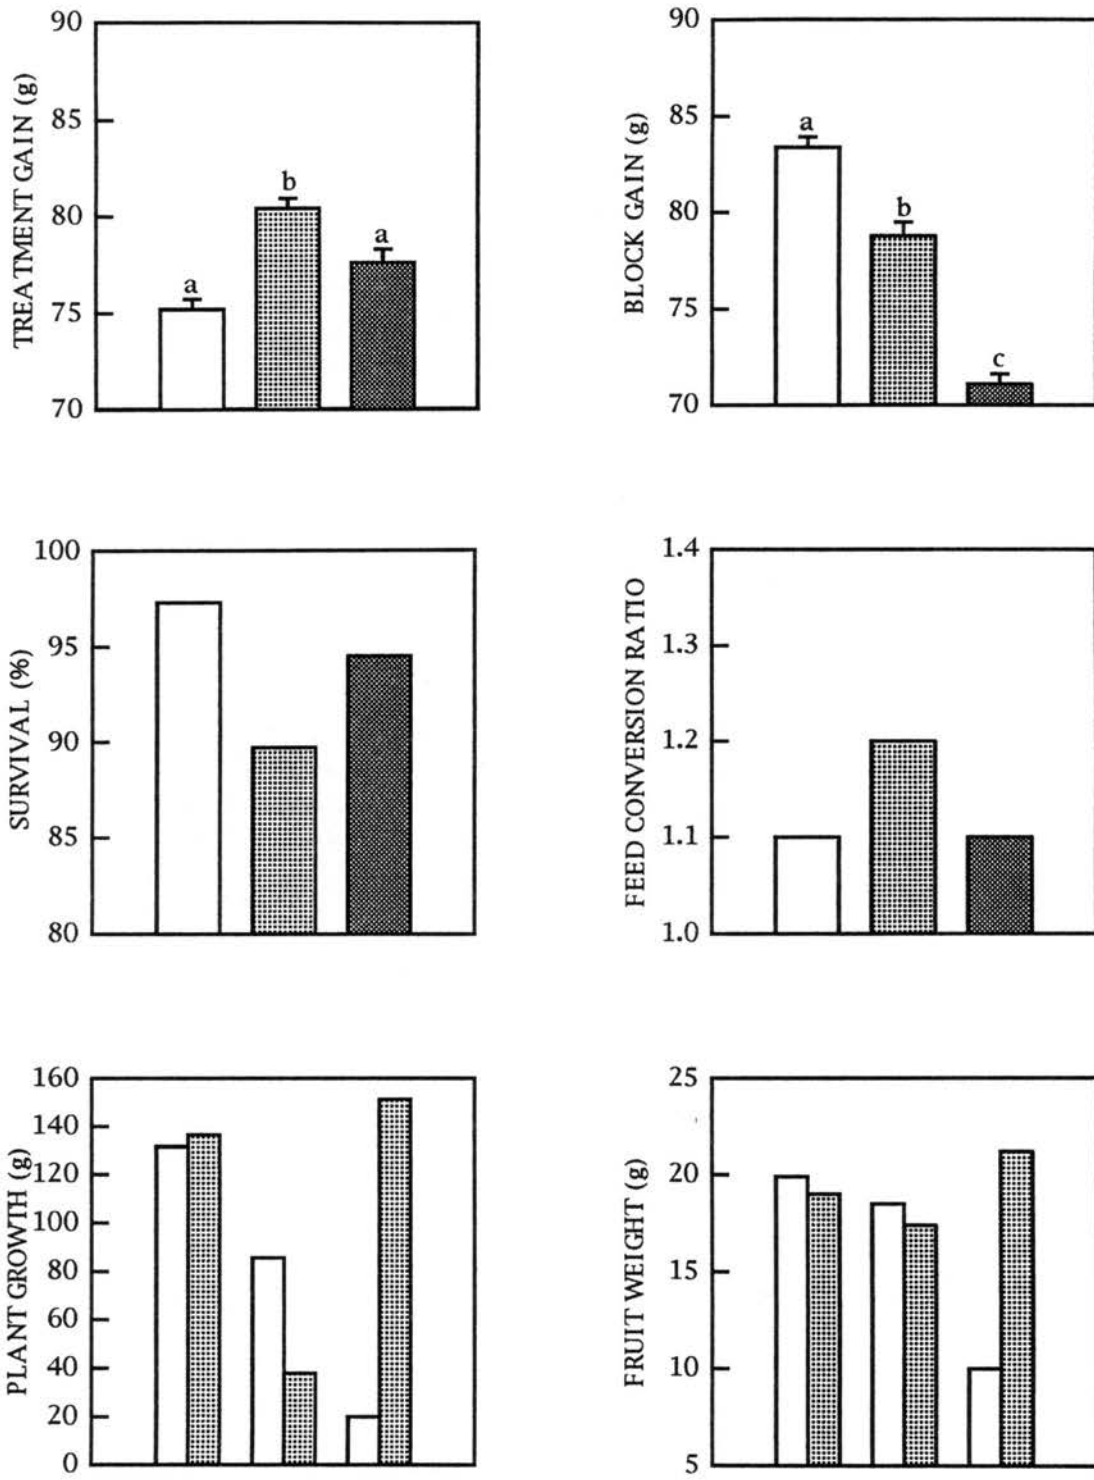 TREATMENT GAIN (g)
90
85
80
75
70
a
b
a
BLOCK GAIN (g)
90
85
80
75
70
a
b
c
SURVIVAL (%)
100
95
90
85
80
FEED CONVERSION RATIO
1.4
1.3
1.2
1.1
1.0
PLANT GROWTH (g)
160
140
120
100
80
60
40
20
0
FRUIT WEIGHT (g)
25
20
15
10
5